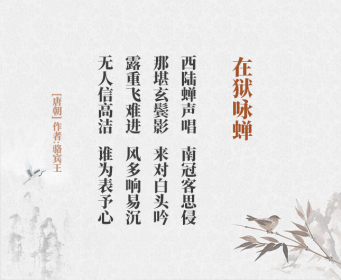 在狱咏蝉
西陆蝉声唱 南冠客思侵
那堪玄鬓影 来对白头吟
露重飞难进 风多响易沉
无人信高洁 谁为表予心
[唐朝] 作者:骆宾王